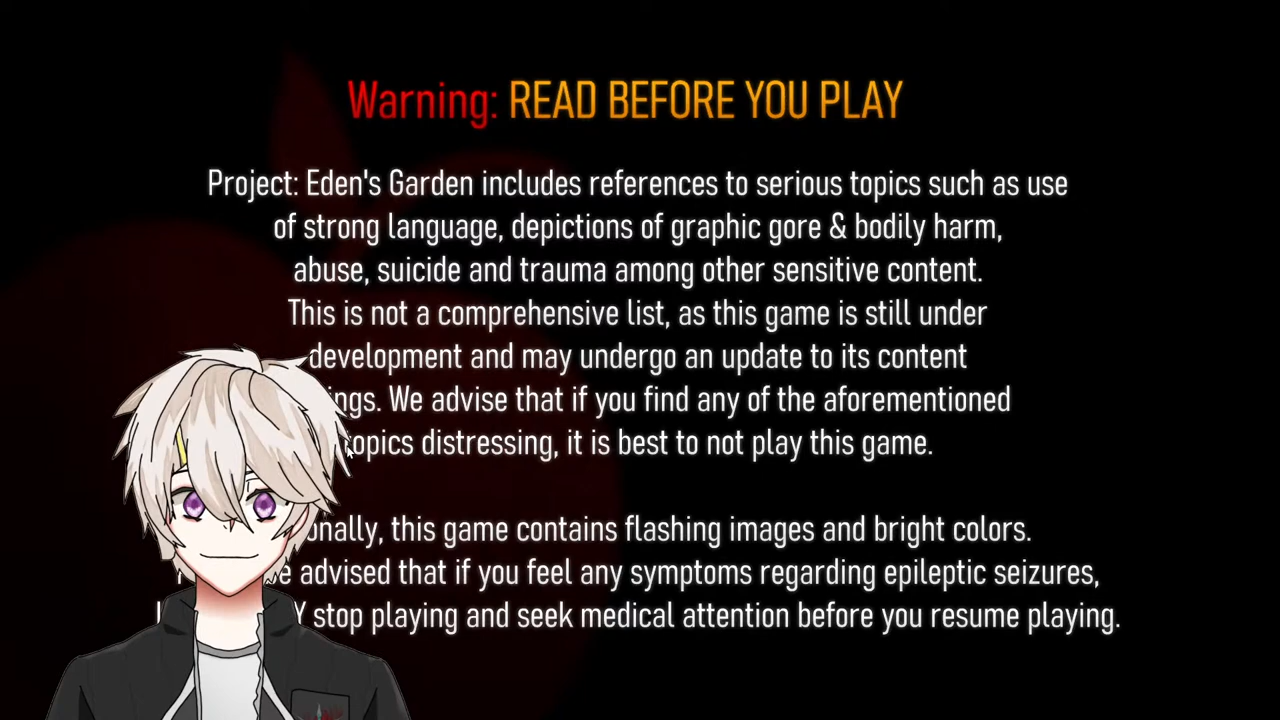 Warning: READ BEFORE YOU PLAY
Project: Eden's Garden includes references to serious topics such as use
of strong language, depictions of graphic gore & bodily harm,
abuse, suicide and trauma among other sensitive content.
This is not a comprehensive list, as this game is still under
development and may undergo an update to its content
We advise that if you find any of the aforementioned
topics distressing, it is best to not play this game.
this game contains flashing images and bright colors.
advised that if you feel any symptoms regarding epileptic seizures,
stop playing and seek medical attention before you resume playing.